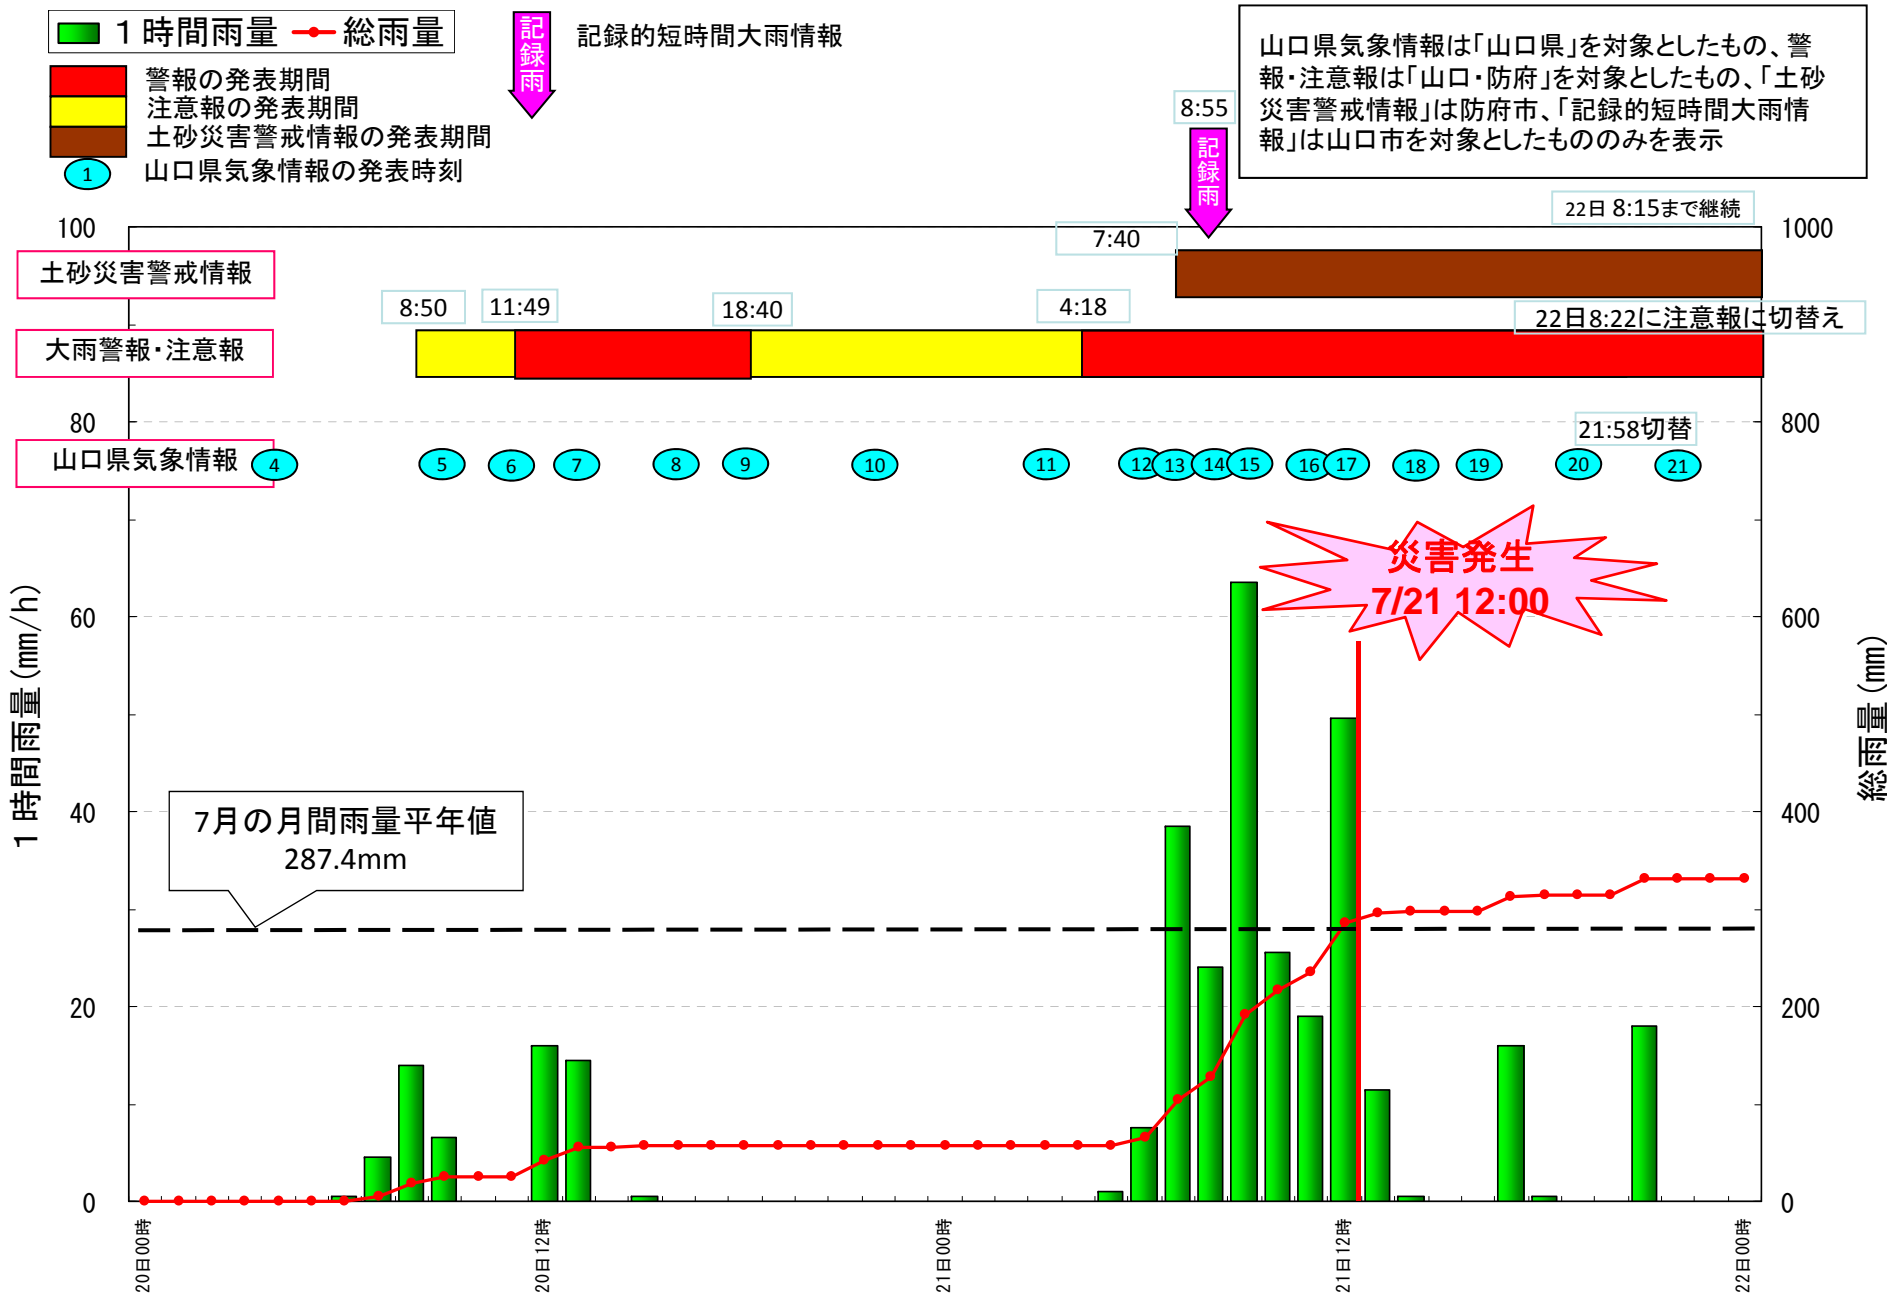 １時間雨量 総雨量
警報の発表期間
注意報の発表期間
土砂災害警戒情報の発表期間
1 山口県気象情報の発表時刻
記録雨
記録的短時間大雨情報
山口県気象情報は「山口県」を対象としたもの、警
報・注意報は「山口・防府」を対象としたもの、「土砂
災害警戒情報」は防府市、「記録的短時間大雨情
報」は山口市を対象としたもののみを表示
8:55
記録雨
22日 8:15まで継続
7:40
土砂災害警戒情報
8:50 11:49 18:40 4:18
22日8:22に注意報に切替え
大雨警報・注意報
21:58切替
山口県気象情報
4 5 6 7 8 9 10 11 12 13 14 15 16 17 18 19 20 21
災害発生
7/21 12:00
7月の月間雨量平年値
287.4mm
１時間雨量(mm/h)
100
80
60
40
20
0
総雨量(mm)
1000
800
600
400
200
0
20日00時
20日12時
21日00時
21日12時
22日00時